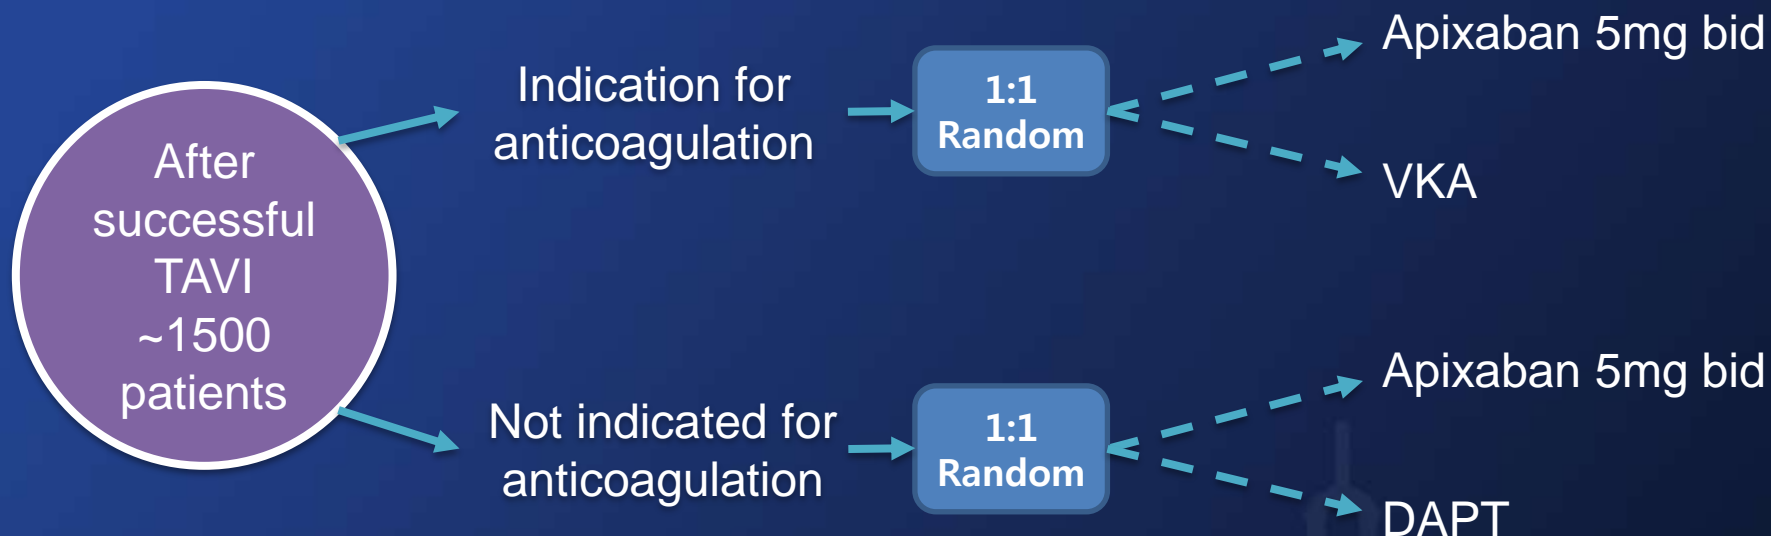 After
successful
TAVI
~1500
patients
Indication for
anticoagulation
1:1
Random
Apixaban 5mg bid
VKA
Not indicated for
anticoagulation
1:1
Random
Apixaban 5mg bid
DAPT